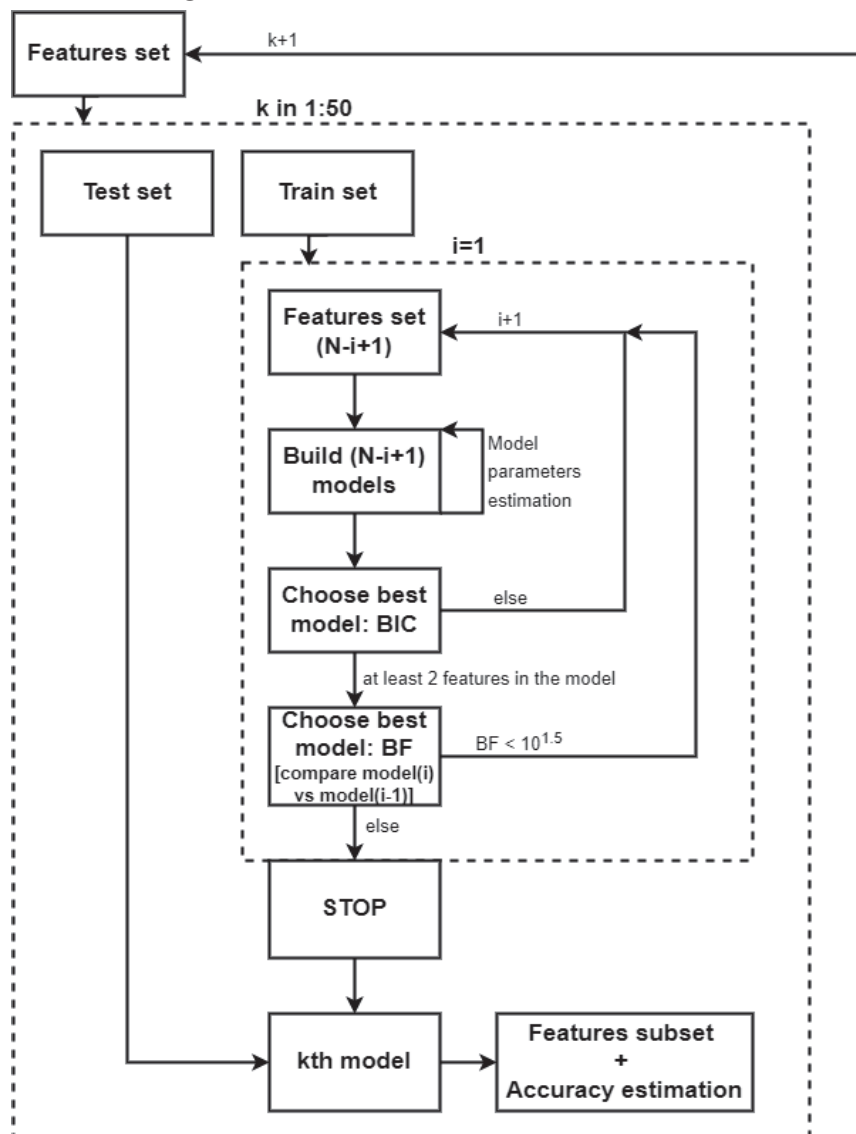 k+1
Features set
k in 1:50
Test set
Train set
i=1
Features set
(N-i+1)
i+1
Build (N-i+1)
models
Model
parameters
estimation
Choose best
model: BIC
else
at least 2 features in the model
Choose best
model: BF
[compare model(i)
vs model(i-1)]
BF < 10^1.5
else
STOP
kth model
Features subset
+
Accuracy estimation